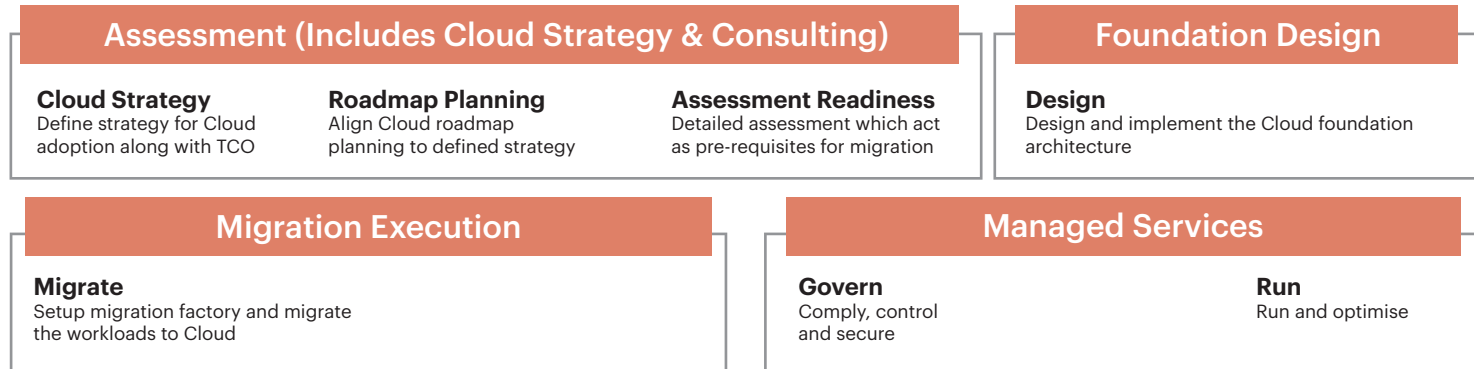 Assessment (Includes Cloud Strategy & Consulting)
Cloud Strategy
Define strategy for Cloud
adoption along with TCO
Roadmap Planning
Align Cloud roadmap
planning to defined strategy
Assessment Readiness
Detailed assessment which act
as pre-requisites for migration
Foundation Design
Design
Design and implement the Cloud foundation
architecture
Migration Execution
Migrate
Setup migration factory and migrate
the workloads to Cloud
Managed Services
Govern
Comply, control
and secure
Run
Run and optimise